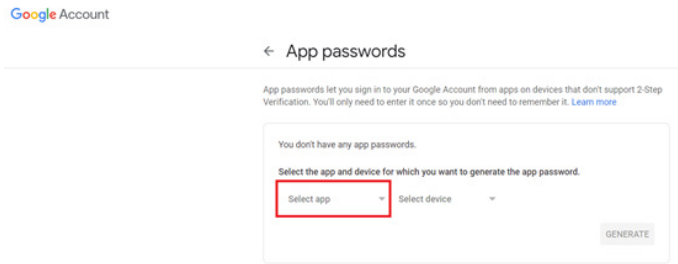 Google Account
← App passwords
App passwords let you sign in to your Google Account from apps on devices that don't support 2-Step
Verification. You'll only need to enter it once so you don't need to remember it. Learn more
You don't have any app passwords.
Select the app and device for which you want to generate the app password.
Select app Select device
GENERATE